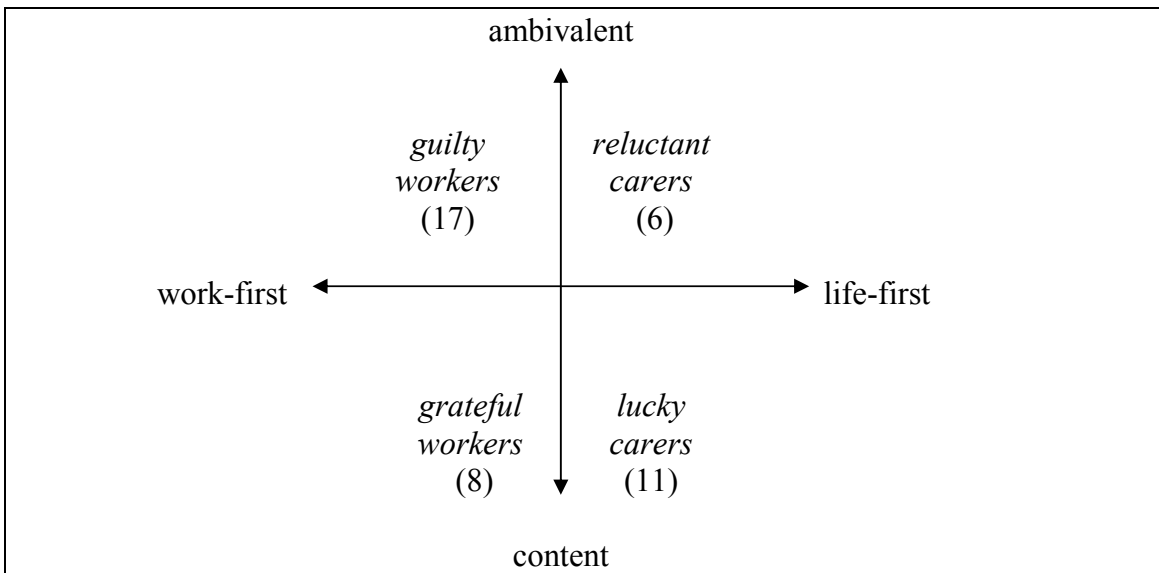 ambivalent
guilty
workers
(17)
reluctant
carers
(6)
work-first
life-first
grateful
workers
(8)
lucky
carers
(11)
content